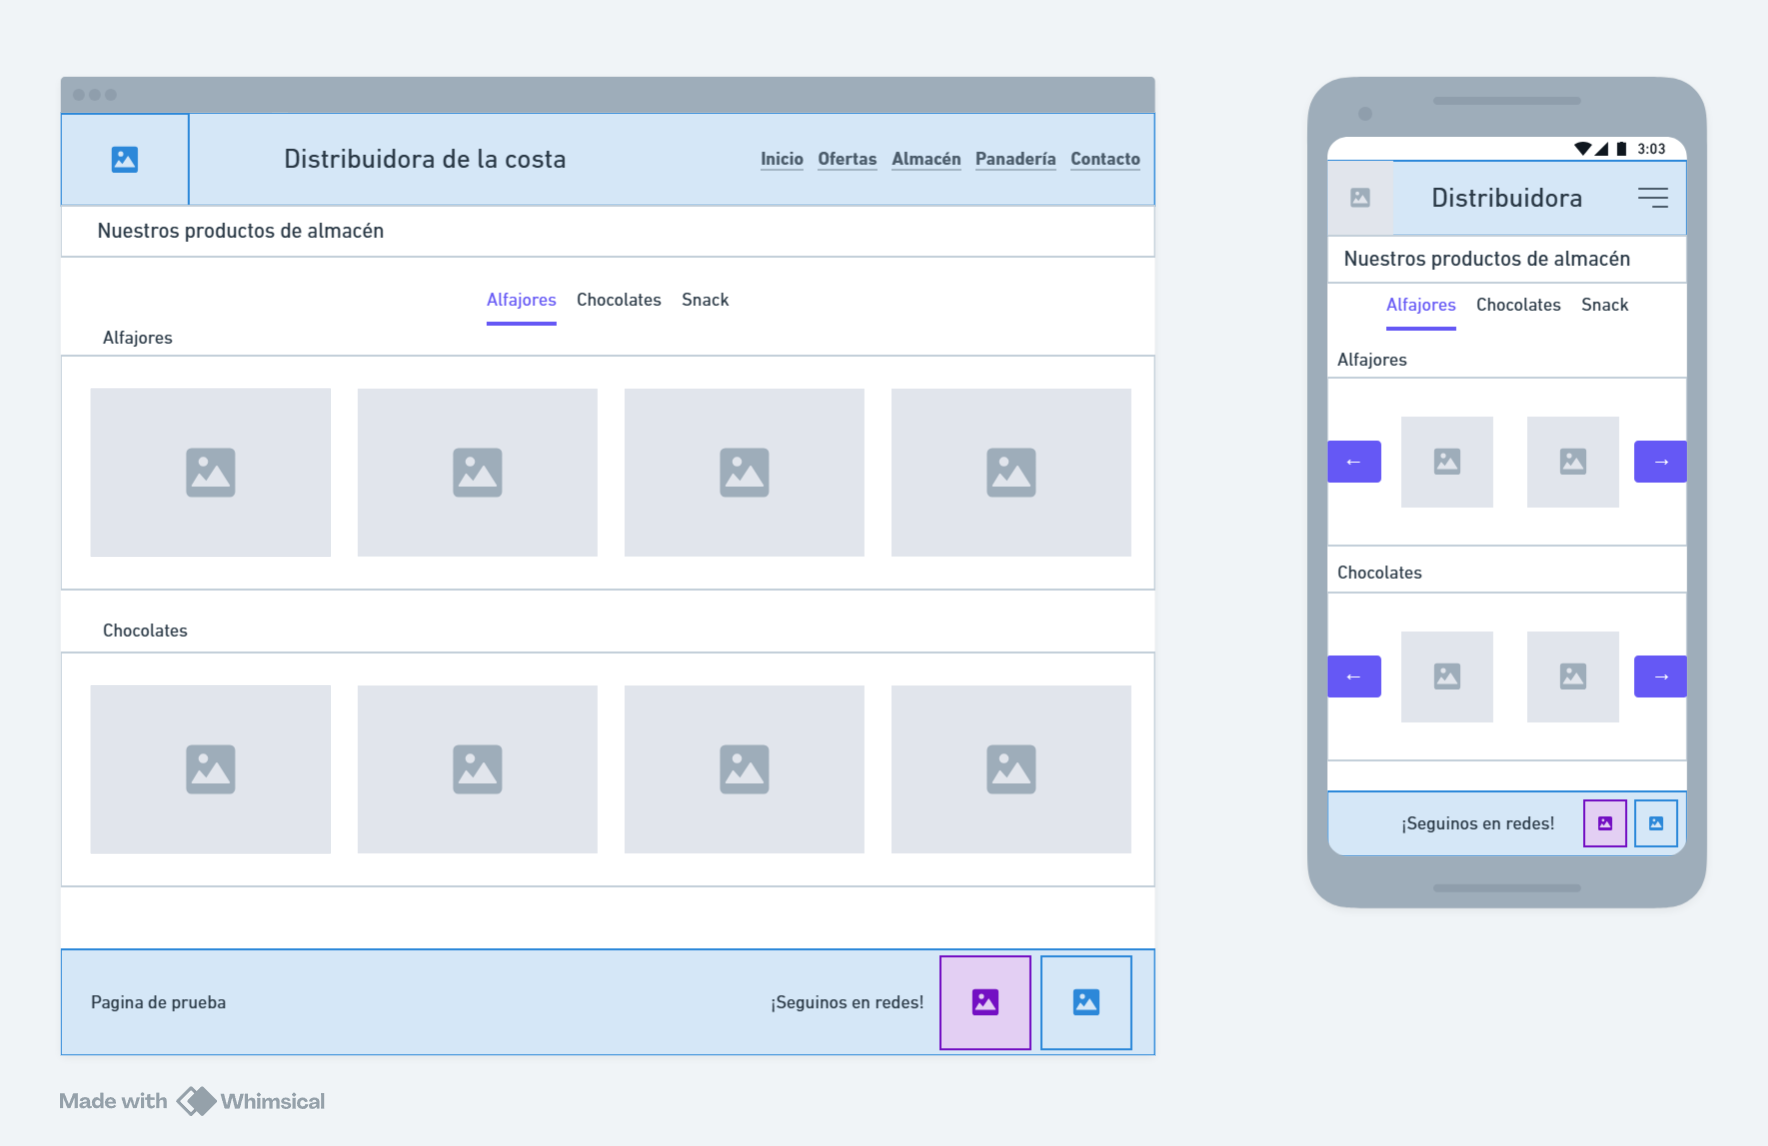 Distribuidora de la costa
Inicio Ofertas Almacén Panadería Contacto
Nuestros productos de almacén
Alfajores Chocolates Snack
Alfajores
Chocolates
Pagina de prueba
¡Seguinos en redes!
3:03
Distribuidora
Nuestros productos de almacén
Alfajores Chocolates Snack
Alfajores
← →
Chocolates
← →
¡Seguinos en redes!
Made with Whimsical